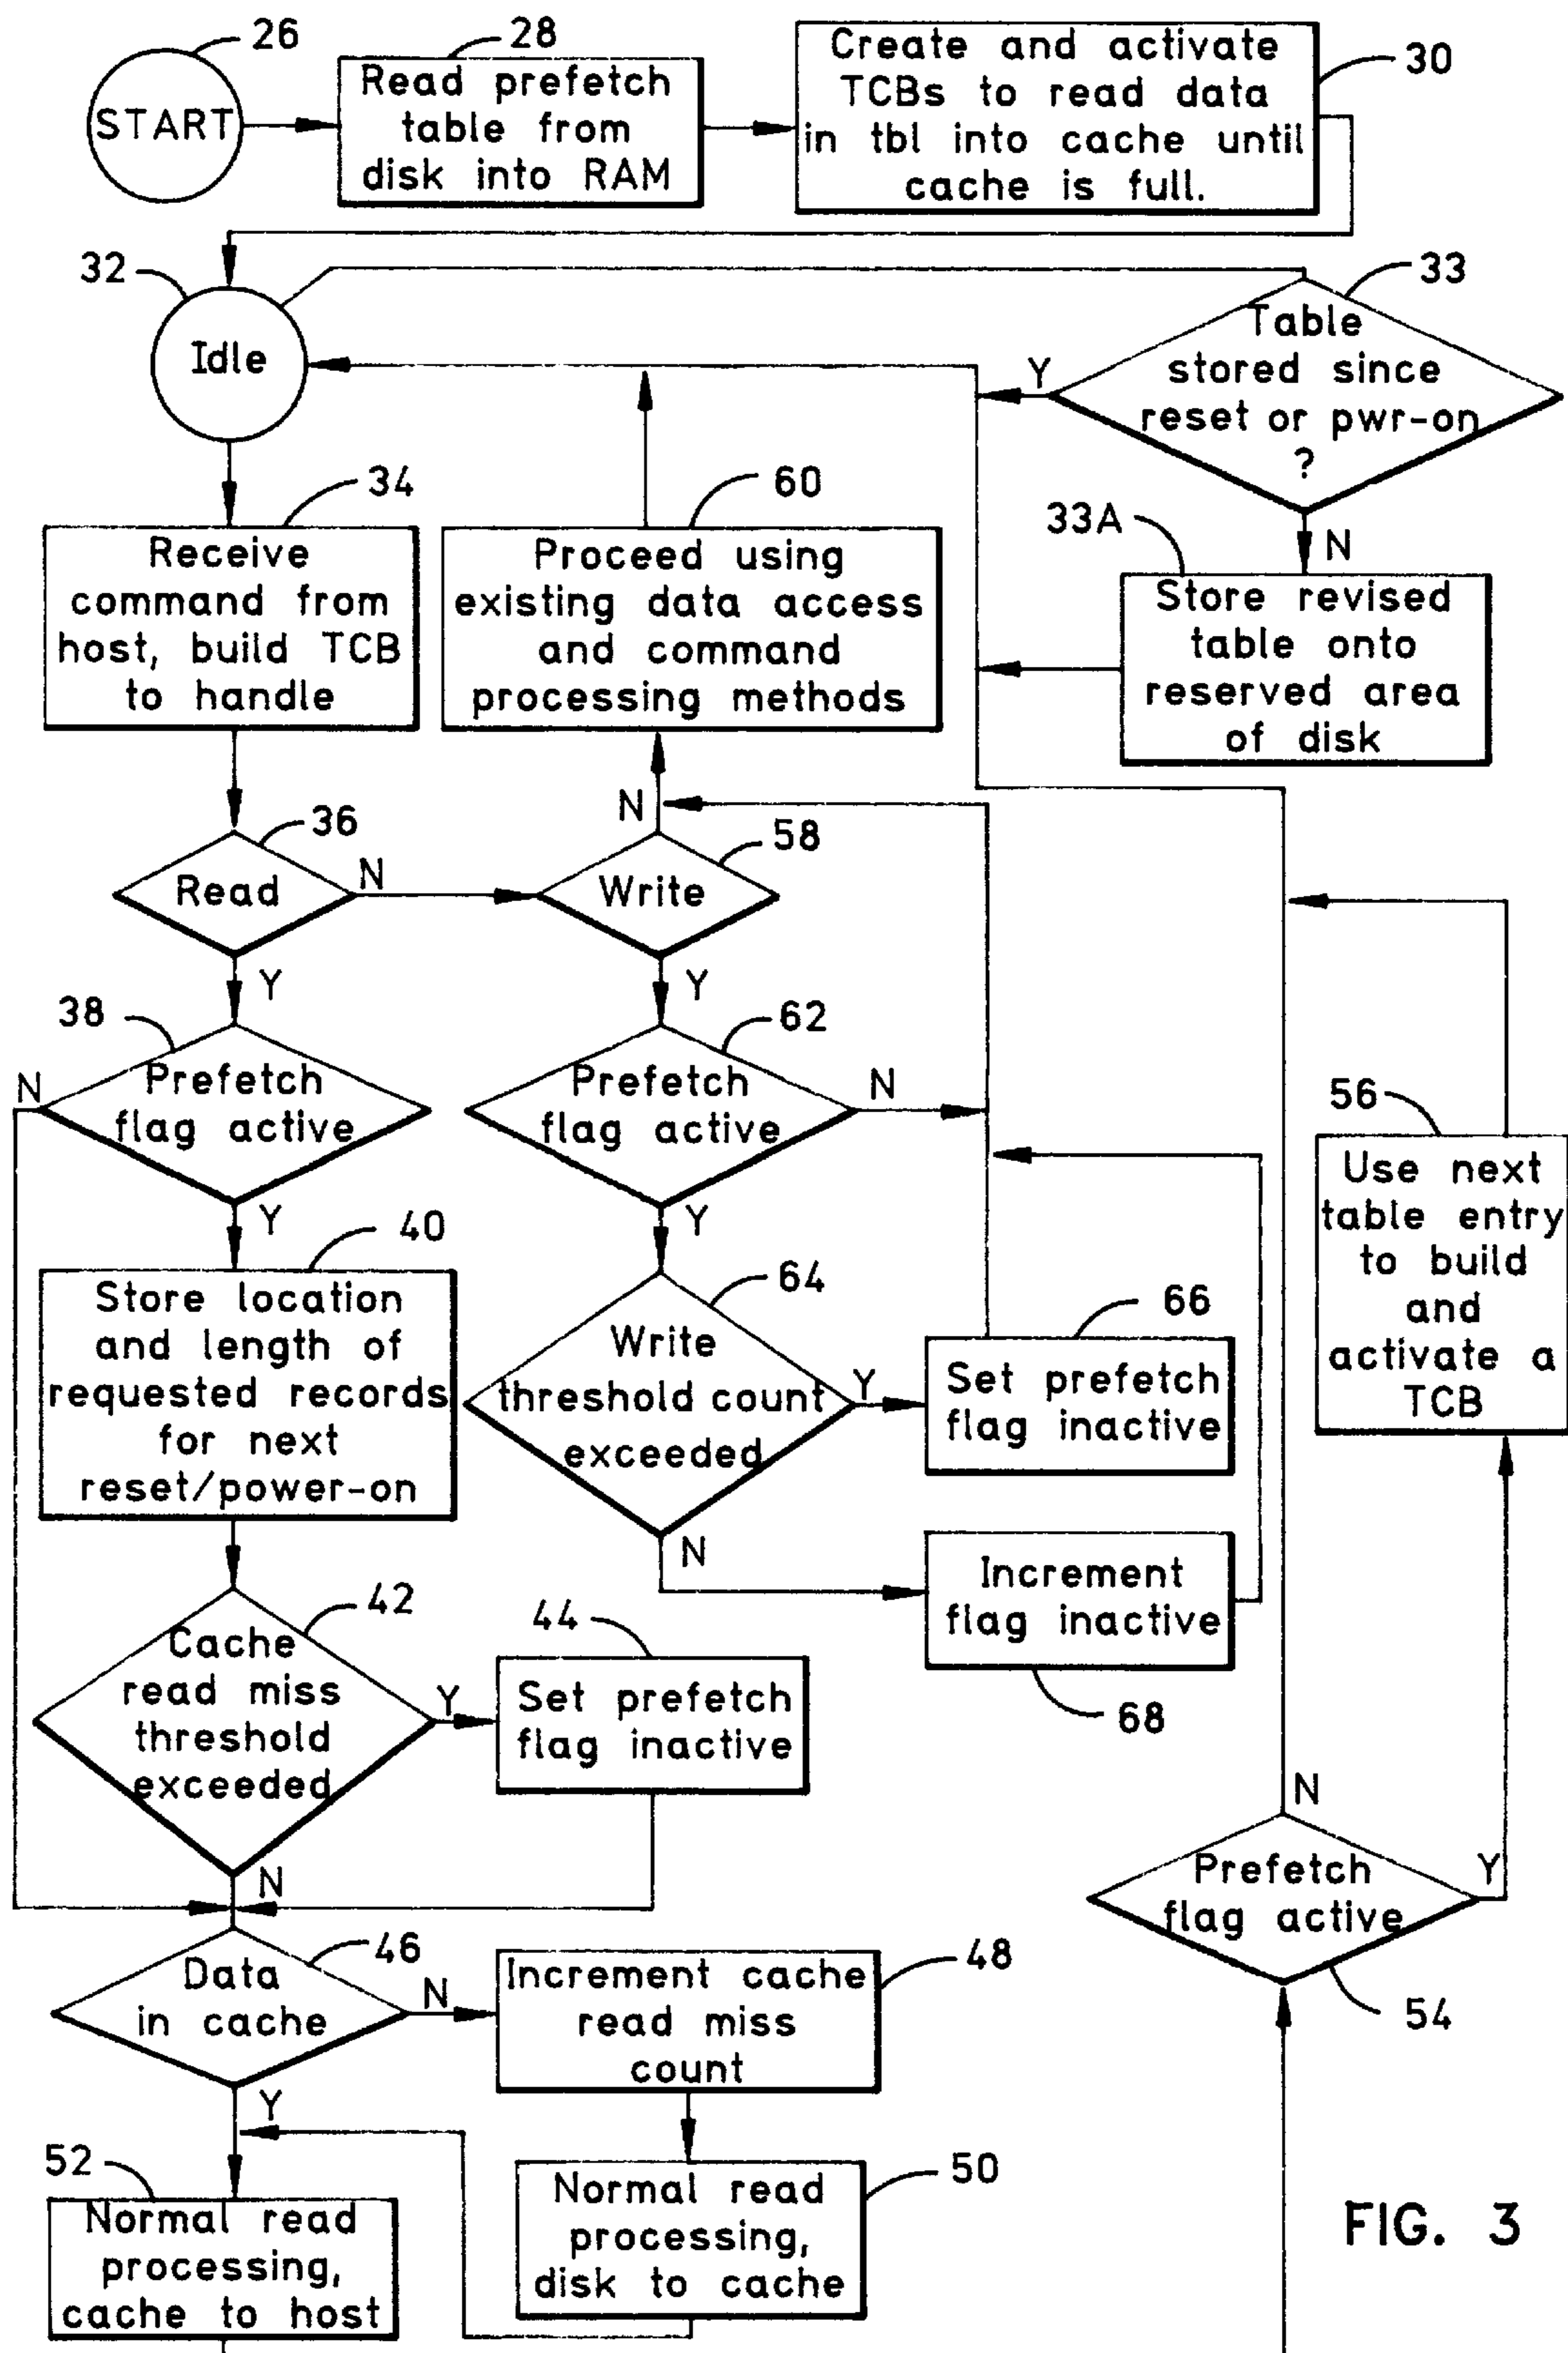 26
START
28
Read prefetch
table from
disk into RAM
30
Create and activate
TCBs to read data
in tbl into cache until
cache is full.
32
Idle
33
Table
stored since
reset or pwr-on
?
Y
N
33A
Store revised
table onto
reserved area
of disk
34
Receive
command from
host, build TCB
to handle
60
Proceed using
existing data access
and command
processing methods
36
Read
N
Y
58
Write
N
Y
38
Prefetch
flag active
N
Y
62
Prefetch
flag active
N
Y
40
Store location
and length of
requested records
for next
reset/power-on
64
Write
threshold count
exceeded
Y
N
66
Set prefetch
flag inactive
68
Increment
flag inactive
56
Use next
table entry
to build
and
activate a
TCB
42
Cache
read miss
threshold
exceeded
Y
N
44
Set prefetch
flag inactive
54
Prefetch
flag active
N
Y
46
Data
in cache
N
Y
48
Increment cache
read miss
count
50
Normal read
processing,
disk to cache
52
Normal read
processing,
cache to host
FIG. 3